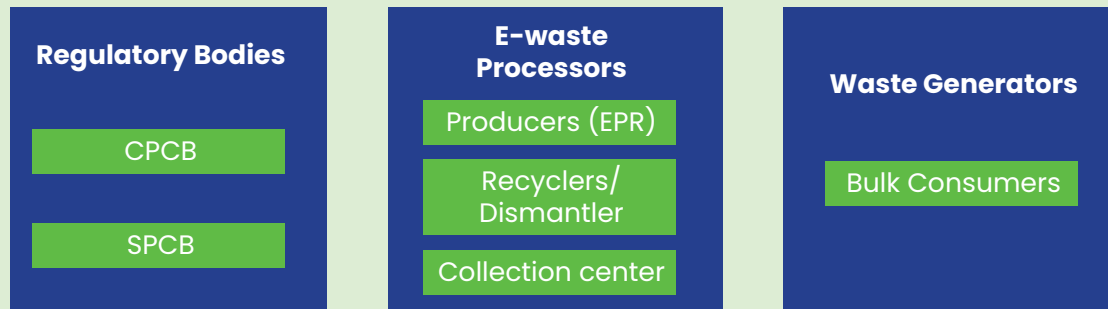 Regulatory Bodies
CPCB
SPCB
E-waste
Processors
Producers (EPR)
Recyclers/
Dismantler
Collection center
Waste Generators
Bulk Consumers